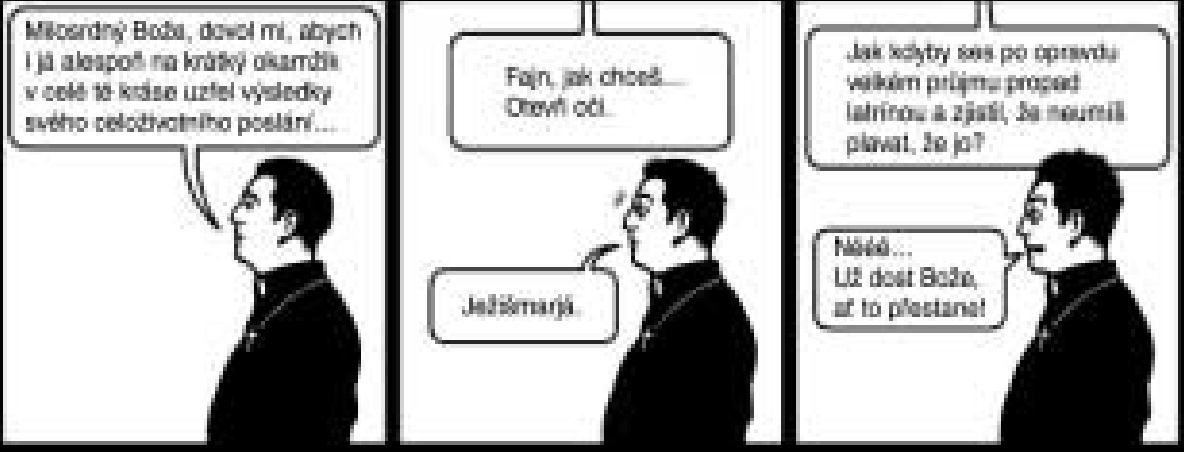 Milosrdný Bože, dovol mi, abych
i já alespoň na krátký okamžik
v celé té kráse uzřel výsledky
svého celoživotního poslání...
Fajn, jak chceš...
Otevři oči.
Ježišmarjá.
Jak kdyby ses po opravdu
velkém průjmu propad
latrínou a zjistil, že neumíš
plavat, že jo?
Nééé...
Už dost Bože,
ať to přestane!